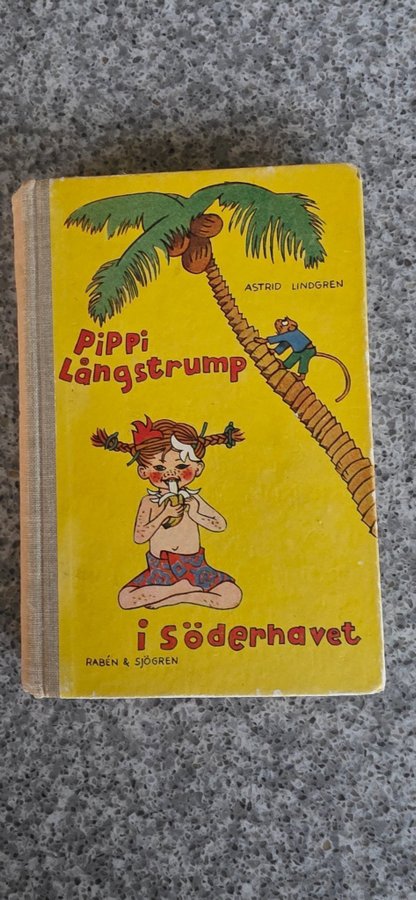 ASTRID LINDGREN
PiPPi
Långstrump
i Söderhavet
RABÉN & SJÖGREN